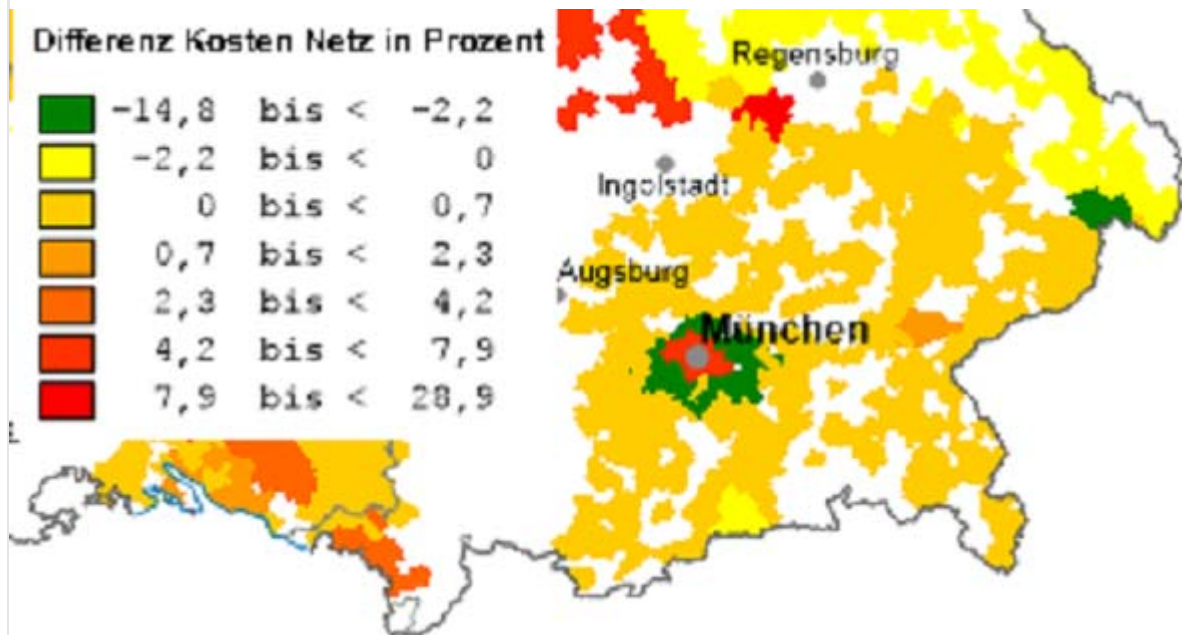 Differenz Kosten Netz in Prozent
-14,8 bis < -2,2
-2,2 bis < 0
0 bis < 0,7
0,7 bis < 2,3
2,3 bis < 4,2
4,2 bis < 7,9
7,9 bis < 28,9
Regensburg
Ingolstadt
Augsburg
München